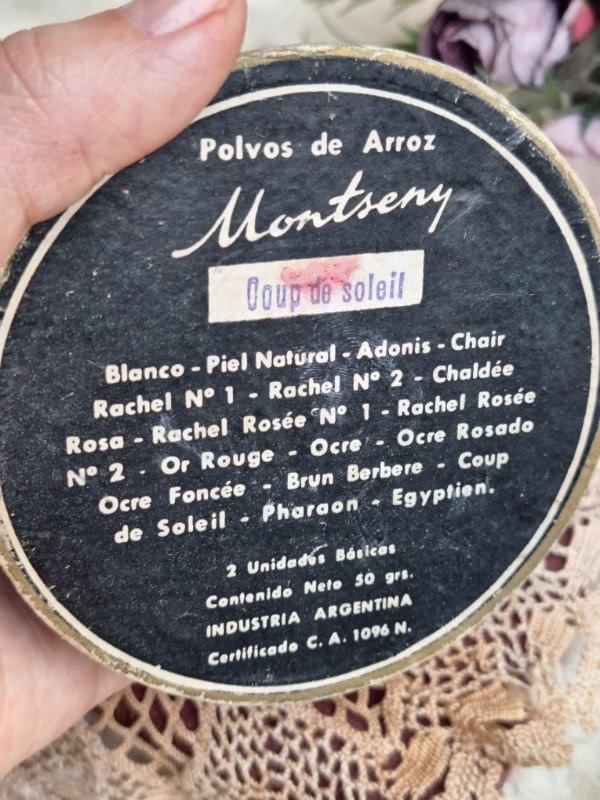 Polvos de Arroz
Montseny
Coup de soleil
Blanco - Piel Natural - Adonis - Chair
Rachel Nº 1 - Rachel Nº 2 - Chaldée
Rosa - Rachel Rosée Nº 1 - Rachel Rosée
Nº 2 - Or Rouge - Ocre - Ocre Rosado
Ocre Foncée - Brun Berbere - Coup
de Soleil - Pharaon - Egyptien.
2 Unidades Básicas
Contenido Neto 50 grs.
INDUSTRIA ARGENTINA
Certificado C. A. 1096 N.